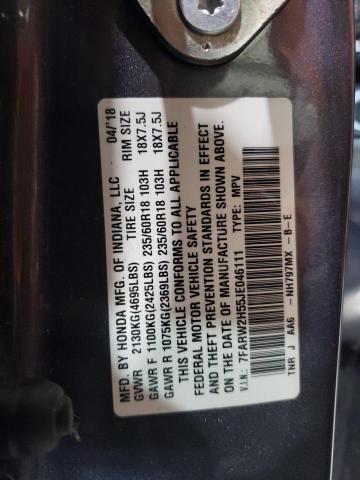 MFD. BY HONDA MFG. OF INDIANA, LLC 04/'18
GVWR 2130KG(4695LBS) TIRE SIZE RIM SIZE
GAWR F 1100KG(2425LBS) 235/60R18 103H 18X7.5J
GAWR R 1075KG(2369LBS) 235/60R18 103H 18X7.5J
THIS VEHICLE CONFORMS TO ALL APPLICABLE
FEDERAL MOTOR VEHICLE SAFETY
AND THEFT PREVENTION STANDARDS IN EFFECT
ON THE DATE OF MANUFACTURE SHOWN ABOVE.
V.I.N.: 7FARW2H55JE046111 TYPE: MPV
TNR J AA6 -NH797MX -B-E